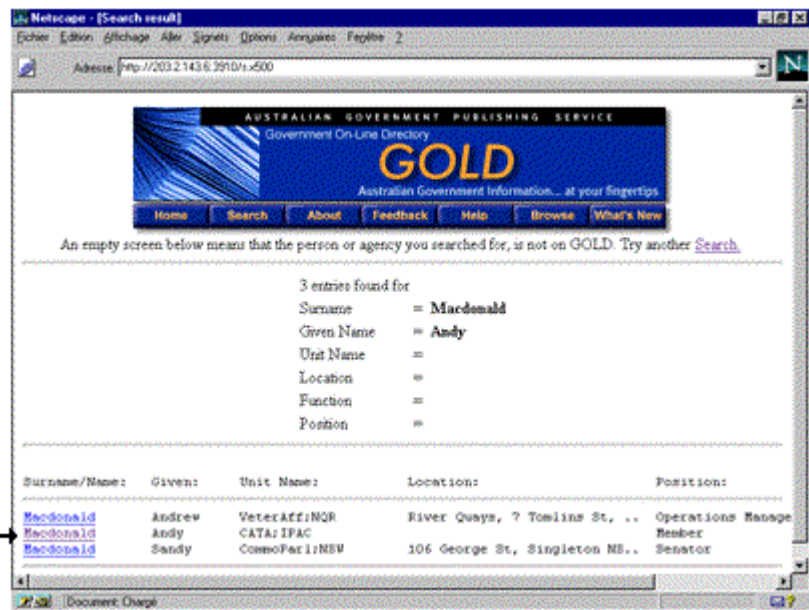 Netscape - [Search result]
Fichier Edition Affichage Aller Signets Options Annuaires Fenêtre ?
Adresse: http://203.2.143.6:3910/s.x500
N
AUSTRALIAN GOVERNMENT PUBLISHING SERVICE
Government On-Line Directory
GOLD
Australian Government Information... at your fingertips
Home Search About Feedback Help Browse What's New
An empty screen below means that the person or agency you searched for, is not on GOLD. Try another Search.
3 entries found for
Surname = Macdonald
Given Name = Andy
Unit Name =
Location =
Function =
Position =
Surname/Name: Given: Unit Name: Location: Position:
Macdonald Andrew VeterAff:NQR River Quays, 7 Tomlins St, .. Operations Manage
Macdonald Andy CATA:IPAC Member
Macdonald Sandy CommoParl:NSW 106 George St, Singleton NS.. Senator
Document: Chargé